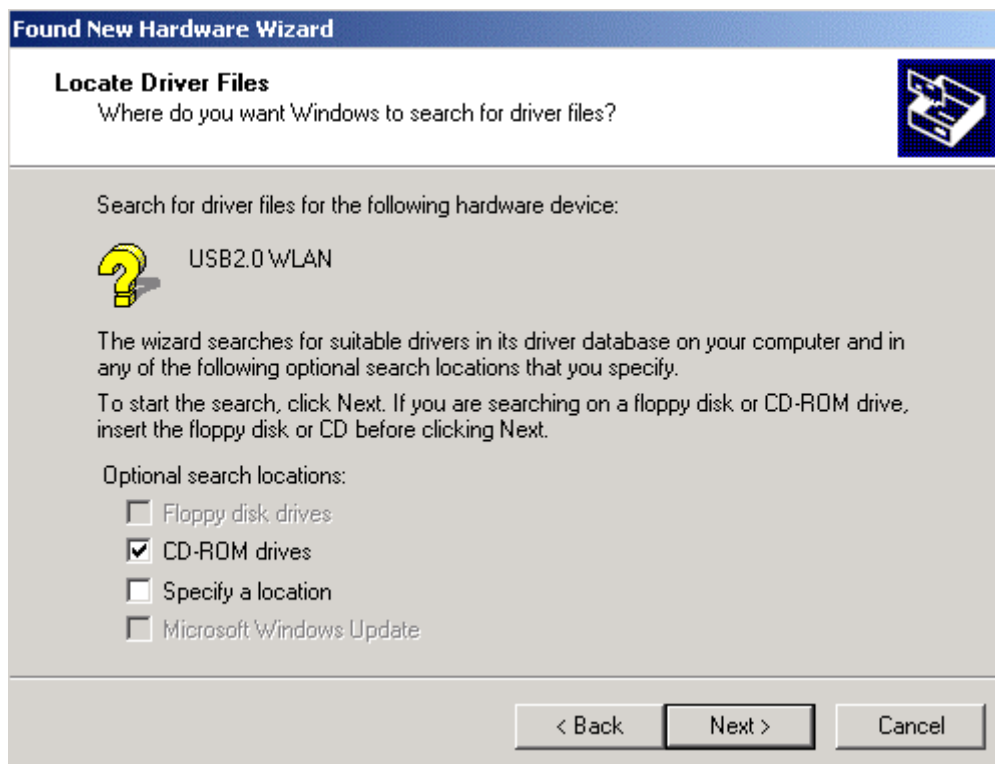 Found New Hardware Wizard
Locate Driver Files
Where do you want Windows to search for driver files?
Search for driver files for the following hardware device:
USB2.0 WLAN
The wizard searches for suitable drivers in its driver database on your computer and in
any of the following optional search locations that you specify.
To start the search, click Next. If you are searching on a floppy disk or CD-ROM drive,
insert the floppy disk or CD before clicking Next.
Optional search locations:
Floppy disk drives
CD-ROM drives
Specify a location
Microsoft Windows Update
< Back Next > Cancel